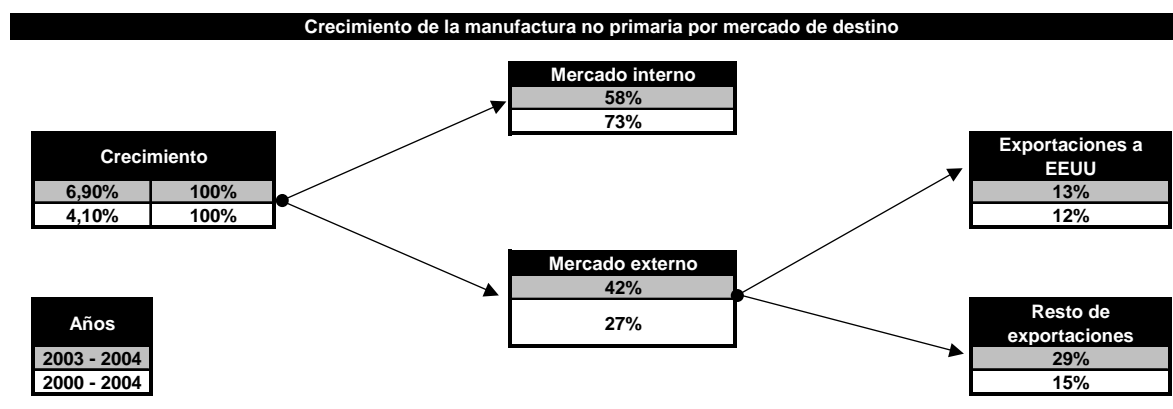 Crecimiento de la manufactura no primaria por mercado de destino
Mercado interno
58%
73%
Crecimiento
6,90% 100%
4,10% 100%
Exportaciones a
EEUU
13%
12%
Mercado externo
42%
27%
Años
2003 - 2004
2000 - 2004
Resto de
exportaciones
29%
15%